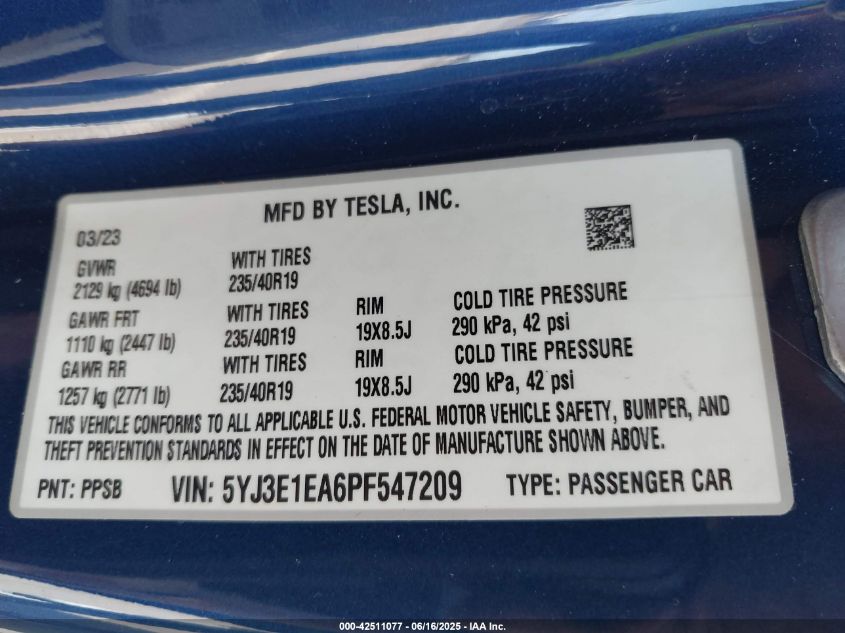 MFD BY TESLA, INC.
03/23
GVWR WITH TIRES
2129 kg (4694 lb) 235/40R19
GAWR FRT WITH TIRES RIM COLD TIRE PRESSURE
1110 kg (2447 lb) 235/40R19 19X8.5J 290 kPa, 42 psi
GAWR RR WITH TIRES RIM COLD TIRE PRESSURE
1257 kg (2771 lb) 235/40R19 19X8.5J 290 kPa, 42 psi
THIS VEHICLE CONFORMS TO ALL APPLICABLE U.S. FEDERAL MOTOR VEHICLE SAFETY, BUMPER, AND
THEFT PREVENTION STANDARDS IN EFFECT ON THE DATE OF MANUFACTURE SHOWN ABOVE.
PNT: PPSB VIN: 5YJ3E1EA6PF547209 TYPE: PASSENGER CAR
000-42511077 - 06/16/2025 - IAA Inc.